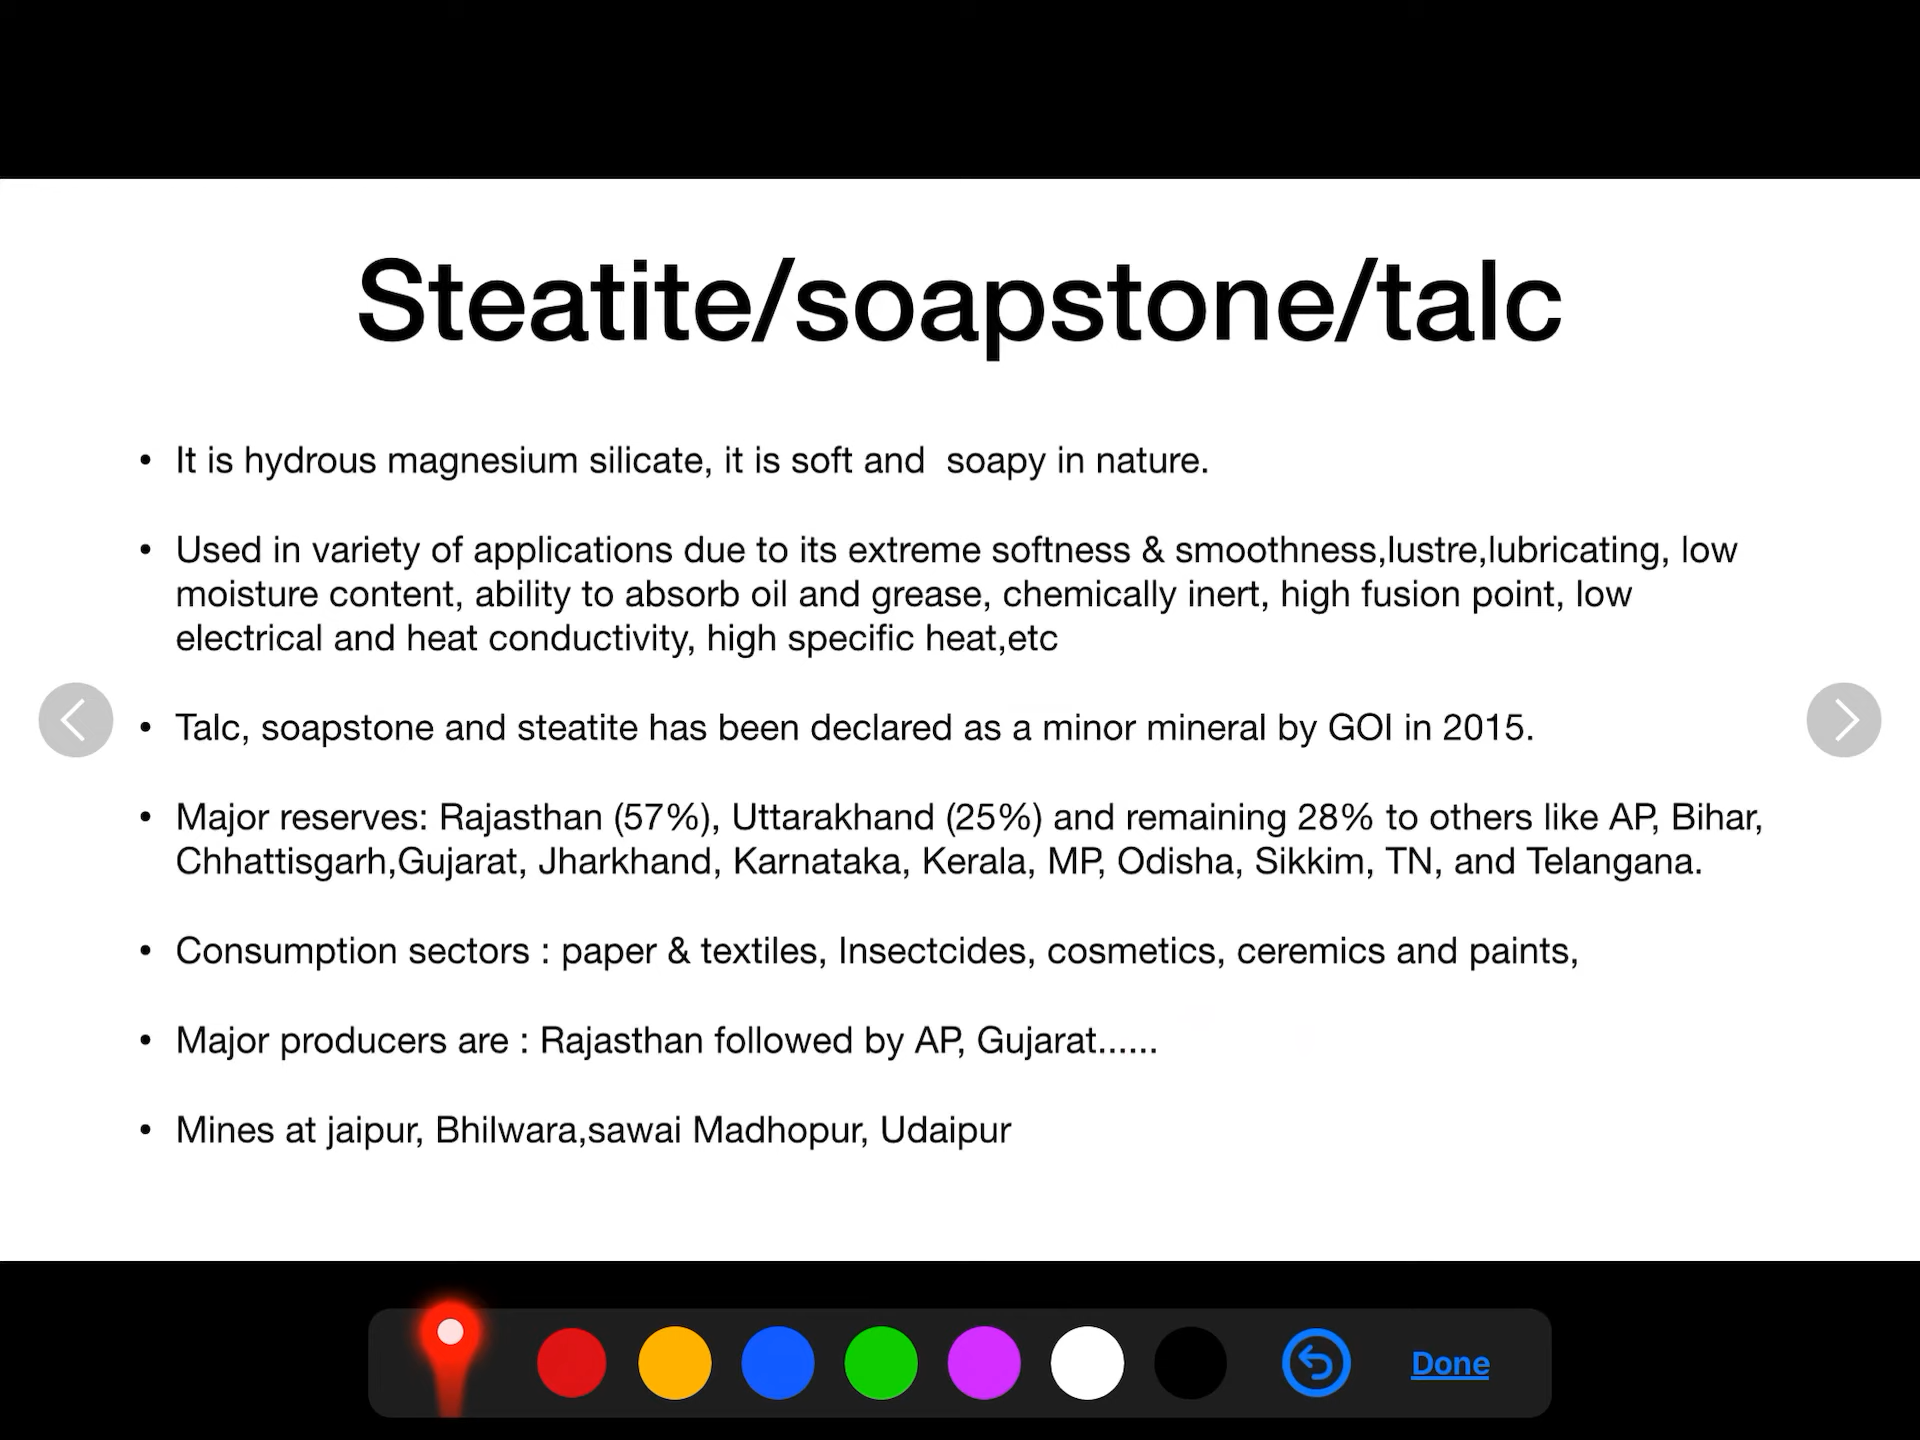 Steatite/soapstone/talc
• It is hydrous magnesium silicate, it is soft and  soapy in nature.
• Used in variety of applications due to its extreme softness & smoothness,lustre,lubricating, low
moisture content, ability to absorb oil and grease, chemically inert, high fusion point, low
electrical and heat conductivity, high specific heat,etc
• Talc, soapstone and steatite has been declared as a minor mineral by GOI in 2015.
• Major reserves: Rajasthan (57%), Uttarakhand (25%) and remaining 28% to others like AP, Bihar,
Chhattisgarh,Gujarat, Jharkhand, Karnataka, Kerala, MP, Odisha, Sikkim, TN, and Telangana.
• Consumption sectors : paper & textiles, Insectcides, cosmetics, ceremics and paints,
• Major producers are : Rajasthan followed by AP, Gujarat......
• Mines at jaipur, Bhilwara,sawai Madhopur, Udaipur
Done